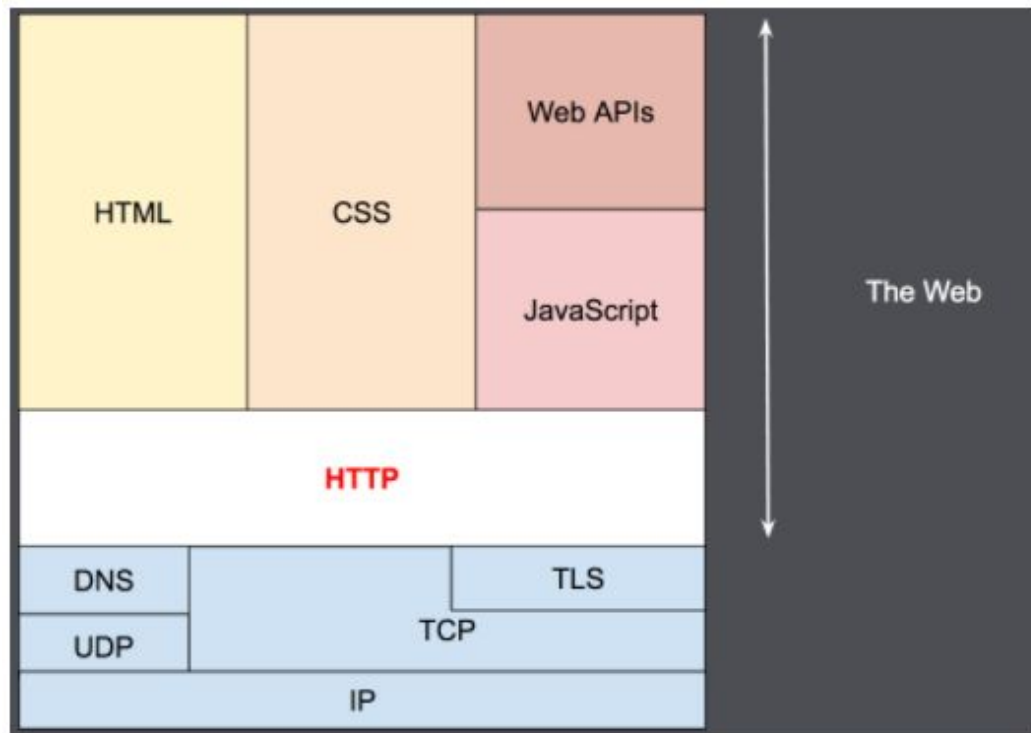 Web APIs
HTML
CSS
JavaScript
The Web
HTTP
DNS
TLS
TCP
UDP
IP